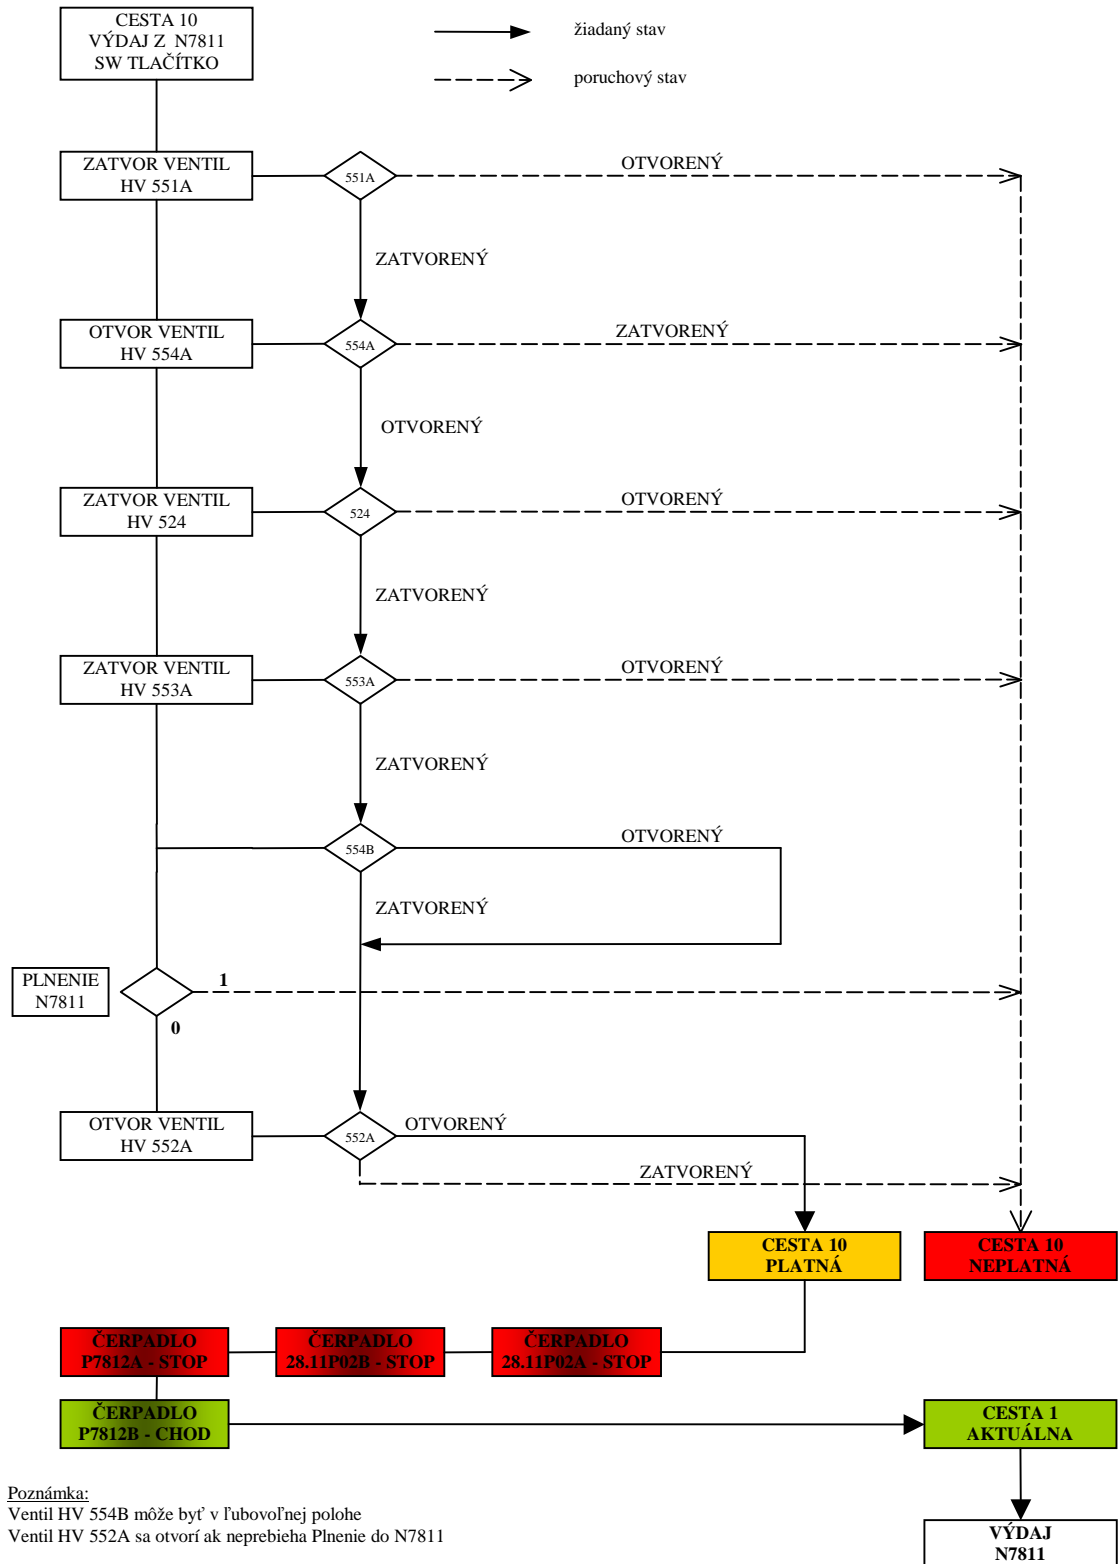 CESTA 10
VÝDAJ Z  N7811
SW TLAČÍTKO
žiadaný stav
poruchový stav
ZATVOR VENTIL
HV 551A
551A
OTVORENÝ
ZATVORENÝ
OTVOR VENTIL
HV 554A
554A
ZATVORENÝ
OTVORENÝ
ZATVOR VENTIL
HV 524
524
OTVORENÝ
ZATVORENÝ
ZATVOR VENTIL
HV 553A
553A
OTVORENÝ
ZATVORENÝ
554B
OTVORENÝ
ZATVORENÝ
PLNENIE
N7811
1
0
OTVOR VENTIL
HV 552A
552A
OTVORENÝ
ZATVORENÝ
CESTA 10
PLATNÁ
CESTA 10
NEPLATNÁ
ČERPADLO
P7812A - STOP
ČERPADLO
28.11P02B - STOP
ČERPADLO
28.11P02A - STOP
ČERPADLO
P7812B - CHOD
CESTA 1
AKTUÁLNA
Poznámka:
Ventil HV 554B môže byť v ľubovoľnej polohe
Ventil HV 552A sa otvorí ak neprebieha Plnenie do N7811
VÝDAJ
N7811